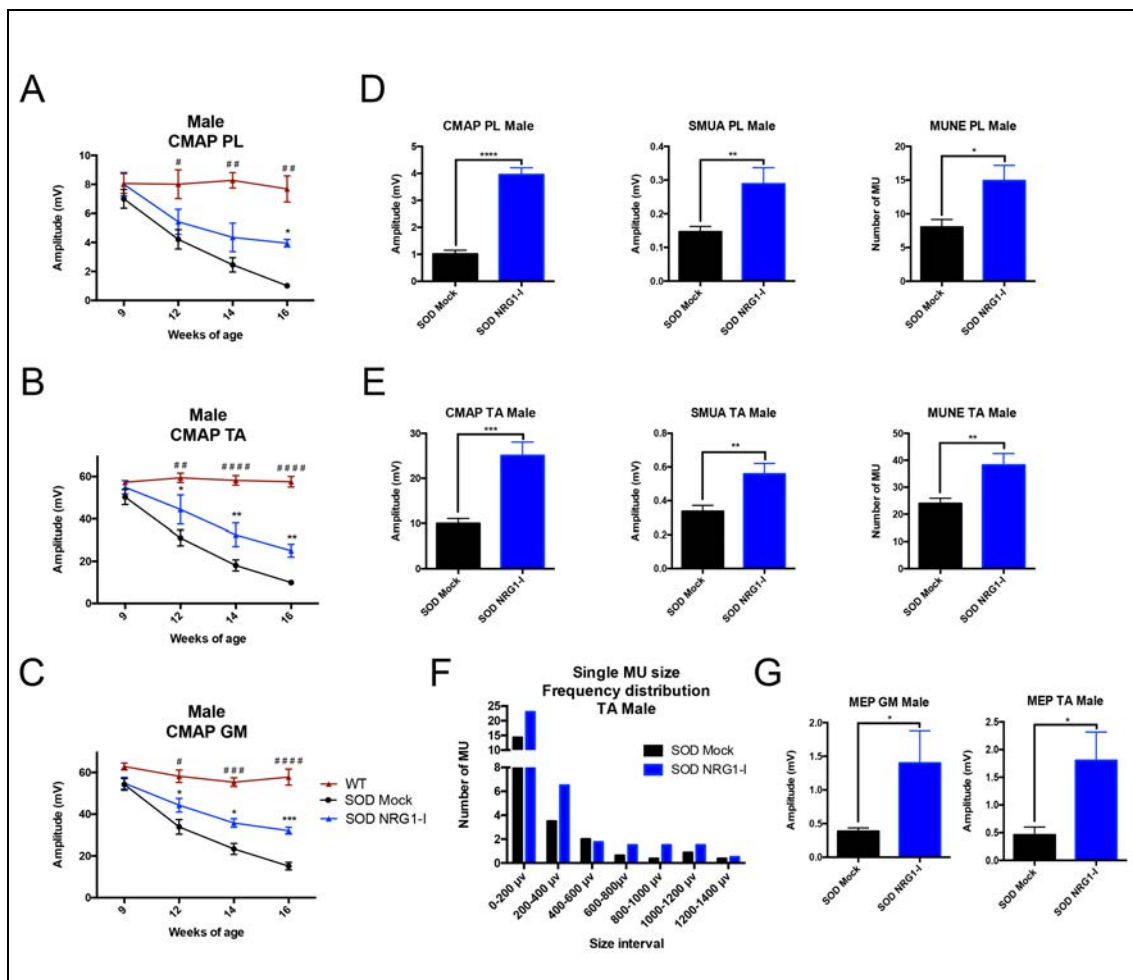 A
Male
CMAP PL
Amplitude (mV)
10
8
6
4
2
0
#
# #
# #
*
9
12
14
16
Weeks of age
D
CMAP PL Male
Amplitude (mV)
5
4
3
2
1
0
****
SOD Mock
SOD NRG1-I
SMUA PL Male
Amplitude (mV)
0.4
0.3
0.2
0.1
0.0
**
SOD Mock
SOD NRG1-I
MUNE PL Male
Number of MU
20
15
10
5
0
*
SOD Mock
SOD NRG1-I
B
Male
CMAP TA
Amplitude (mV)
60
40
20
0
# #
# # # #
# # # #
*
**
**
9
12
14
16
Weeks of age
E
CMAP TA Male
Amplitude (mV)
30
20
10
0
***
SOD Mock
SOD NRG1-I
SMUA TA Male
Amplitude (mV)
0.8
0.6
0.4
0.2
0.0
**
SOD Mock
SOD NRG1-I
MUNE TA Male
Number of MU
50
40
30
20
10
0
**
SOD Mock
SOD NRG1-I
C
Male
CMAP GM
Amplitude (mV)
60
40
20
0
#
# # #
# # # #
*
*
***
9
12
14
16
Weeks of age
WT
SOD Mock
SOD NRG1-I
F
Single MU size
Frequency distribution
TA Male
Number of MU
25
20
15
10
8
6
4
2
0
SOD Mock
SOD NRG1-I
0-200 µv
200-400 µv
400-600 µv
600-800µv
800-1000 µv
1000-1200 µv
1200-1400 µv
Size interval
G
MEP GM Male
Amplitude (mV)
2.0
1.5
1.0
0.5
0.0
*
SOD Mock
SOD NRG1-I
MEP TA Male
Amplitude (mV)
2.5
2.0
1.5
1.0
0.5
0.0
*
SOD Mock
SOD NRG1-I